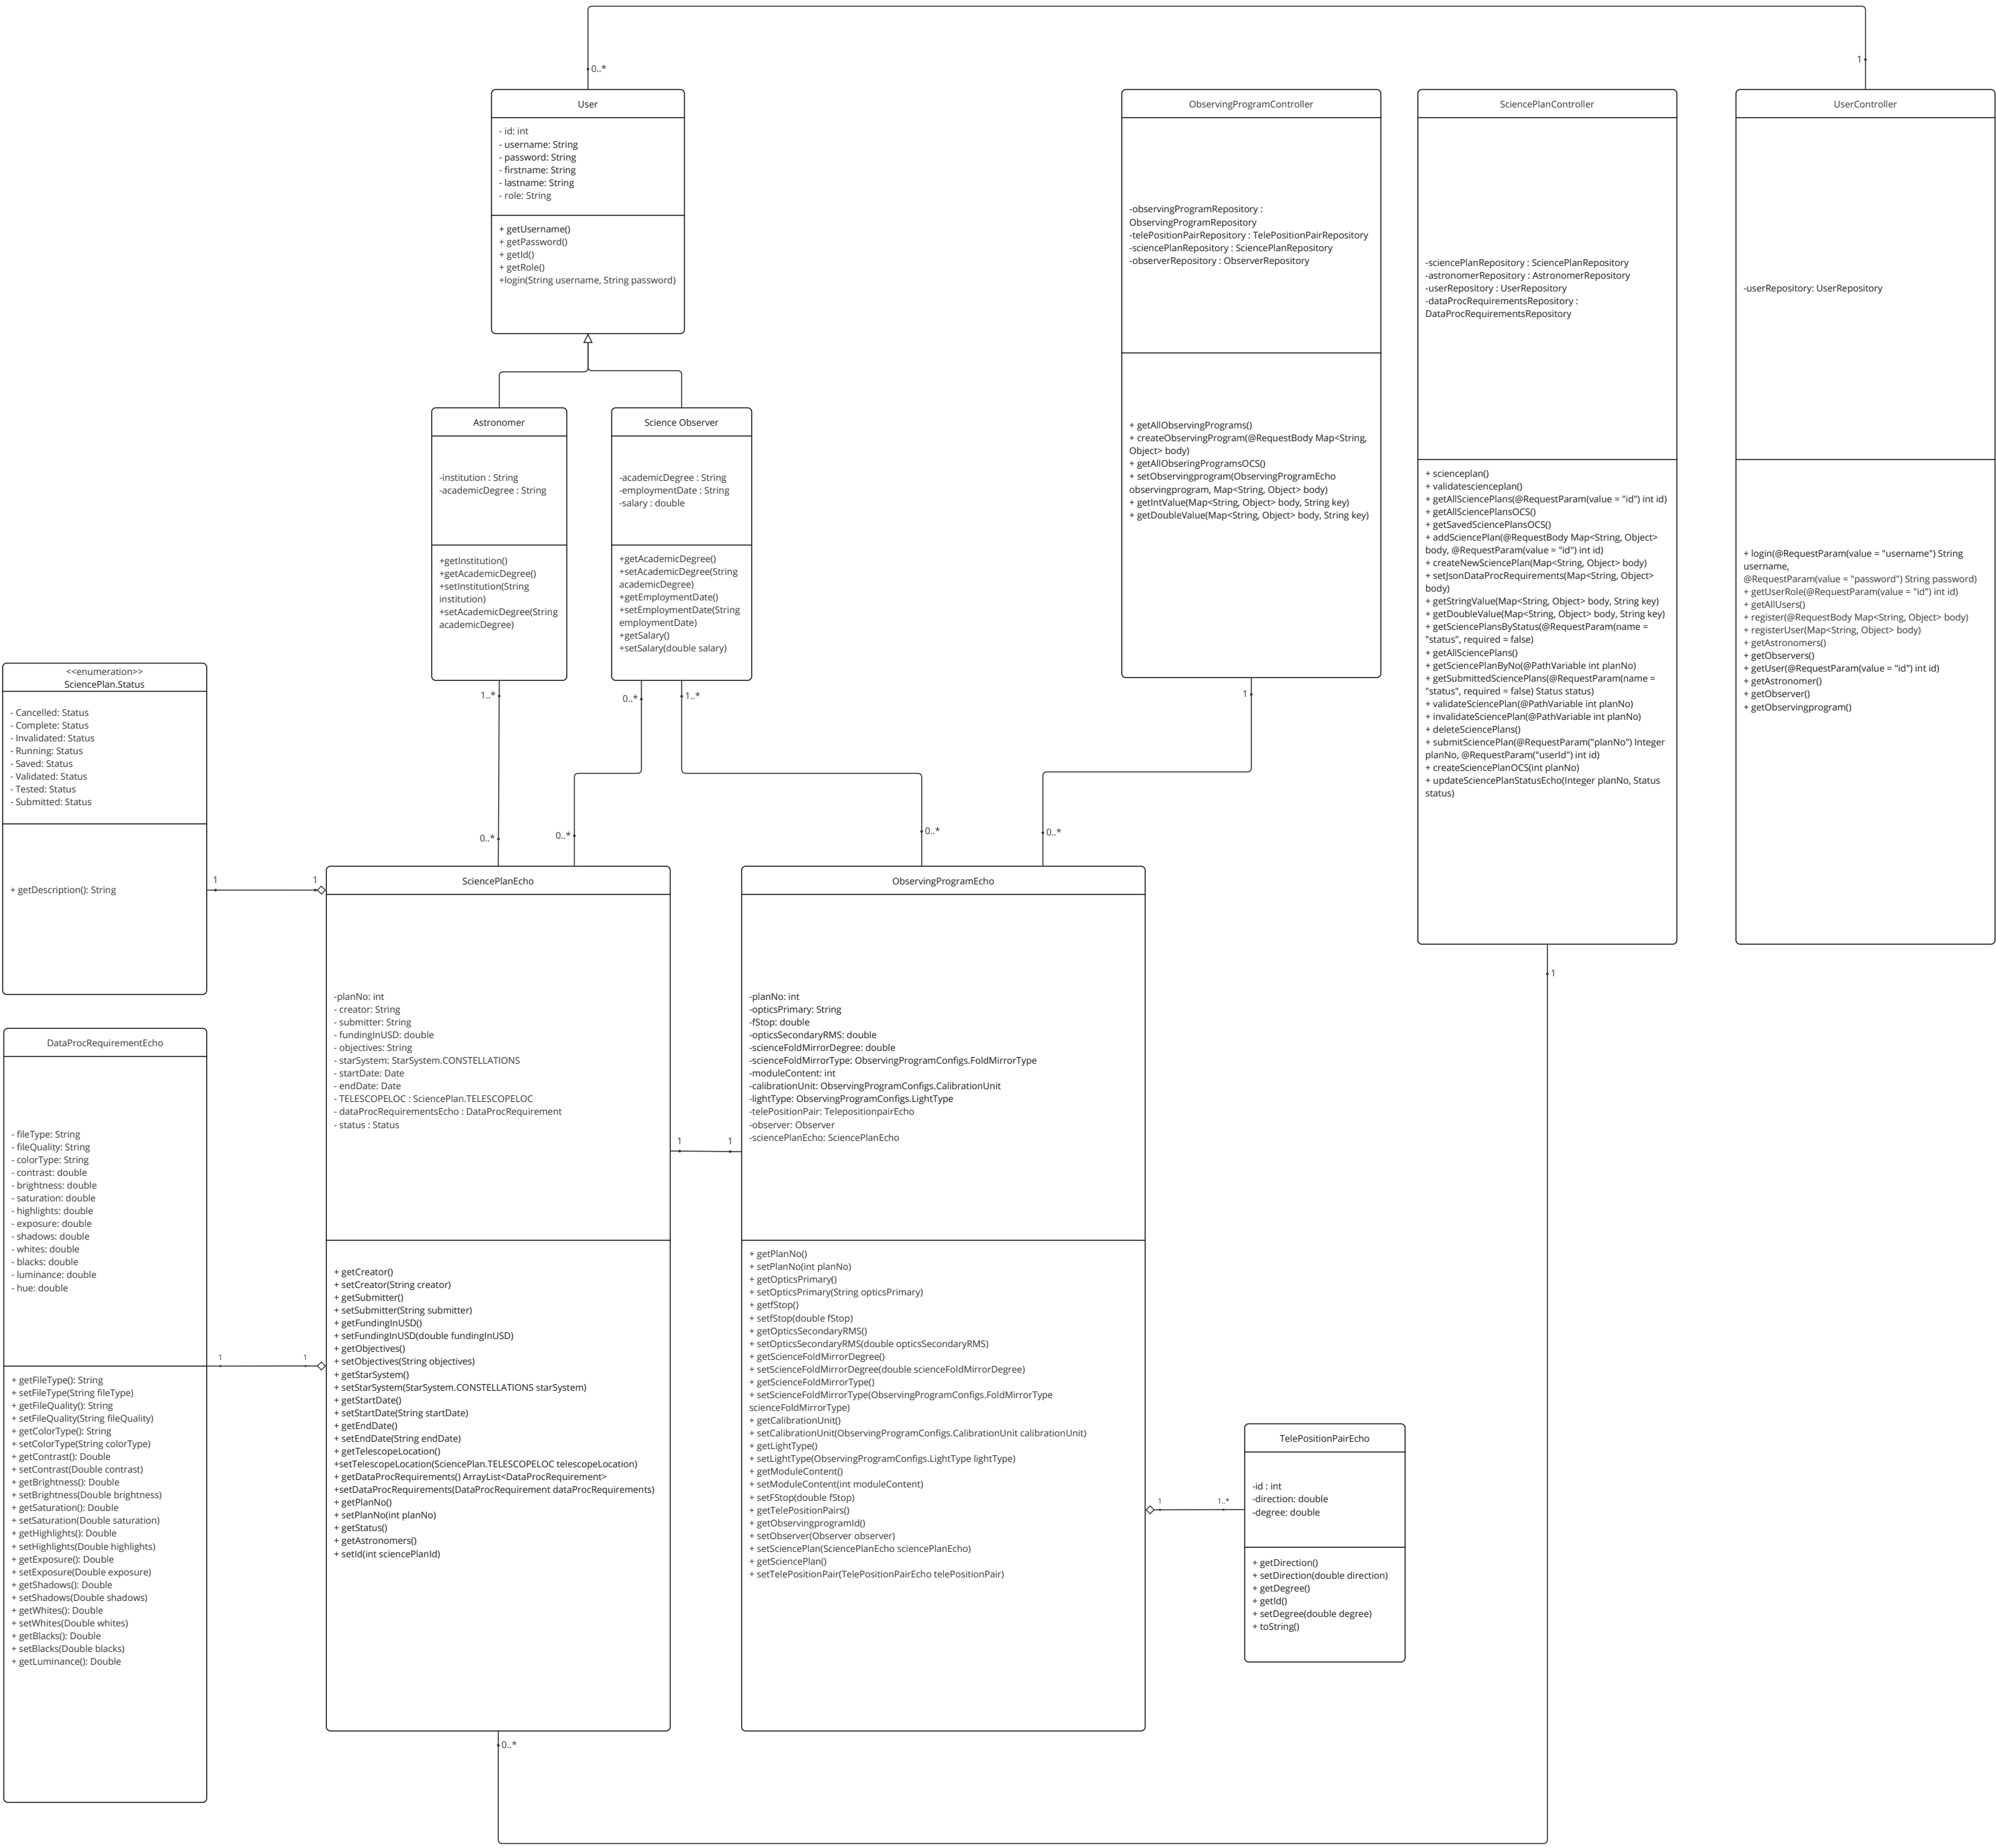 0..*
1
User
- id: int
- username: String
- password: String
- firstname: String
- lastname: String
- role: String
+ getUsername()
+ getPassword()
+ getId()
+ getRole()
+login(String username, String password)
ObservingProgramController
-observingProgramRepository :
ObservingProgramRepository
-telePositionPairRepository : TelePositionPairRepository
-sciencePlanRepository : SciencePlanRepository
-observerRepository : ObserverRepository
+ getAllObservingPrograms()
+ createObservingProgram(@RequestBody Map<String,
Object> body)
+ getAllObseringProgramsOCS()
+ setObservingprogram(ObservingProgramEcho
observingprogram, Map<String, Object> body)
+ getIntValue(Map<String, Object> body, String key)
+ getDoubleValue(Map<String, Object> body, String key)
SciencePlanController
-sciencePlanRepository : SciencePlanRepository
-astronomerRepository : AstronomerRepository
-userRepository : UserRepository
-dataProcRequirementsRepository :
DataProcRequirementsRepository
+ scienceplan()
+ validatescienceplan()
+ getAllSciencePlans(@RequestParam(value = "id") int id)
+ getAllSciencePlansOCS()
+ getSavedSciencePlansOCS()
+ addSciencePlan(@RequestBody Map<String, Object>
body, @RequestParam(value = "id") int id)
+ createNewSciencePlan(Map<String, Object> body)
+ setJsonDataProcRequirements(Map<String, Object>
body)
+ getStringValue(Map<String, Object> body, String key)
+ getDoubleValue(Map<String, Object> body, String key)
+ getSciencePlansByStatus(@RequestParam(name =
"status", required = false)
+ getAllSciencePlans()
+ getSciencePlanByNo(@PathVariable int planNo)
+ getSubmittedSciencePlans(@RequestParam(name =
"status", required = false) Status status)
+ validateSciencePlan(@PathVariable int planNo)
+ invalidateSciencePlan(@PathVariable int planNo)
+ deleteSciencePlans()
+ submitSciencePlan(@RequestParam("planNo") Integer
planNo, @RequestParam("userId") int id)
+ createSciencePlanOCS(int planNo)
+ updateSciencePlanStatusEcho(Integer planNo, Status
status)
UserController
-userRepository: UserRepository
+ login(@RequestParam(value = "username") String
username,
@RequestParam(value = "password") String password)
+ getUserRole(@RequestParam(value = "id") int id)
+ getAllUsers()
+ register(@RequestBody Map<String, Object> body)
+ registerUser(Map<String, Object> body)
+ getAstronomers()
+ getObservers()
+ getUser(@RequestParam(value = "id") int id)
+ getAstronomer()
+ getObserver()
+ getObservingprogram()
Astronomer
-institution : String
-academicDegree : String
+getInstitution()
+getAcademicDegree()
+setInstitution(String
institution)
+setAcademicDegree(String
academicDegree)
Science Observer
-academicDegree : String
-employmentDate : String
-salary : double
+getAcademicDegree()
+setAcademicDegree(String
academicDegree)
+getEmploymentDate()
+setEmploymentDate(String
employmentDate)
+getSalary()
+setSalary(double salary)
1..*
0..*
1..*
1
0..*
0..*
0..*
0..*
1
<<enumeration>>
SciencePlan.Status
- Cancelled: Status
- Complete: Status
- Invalidated: Status
- Running: Status
- Saved: Status
- Validated: Status
- Tested: Status
- Submitted: Status
+ getDescription(): String
1
1
DataProcRequirementEcho
- fileType: String
- fileQuality: String
- colorType: String
- contrast: double
- brightness: double
- saturation: double
- highlights: double
- exposure: double
- shadows: double
- whites: double
- blacks: double
- luminance: double
- hue: double
+ getFileType(): String
+ setFileType(String fileType)
+ getFileQuality(): String
+ setFileQuality(String fileQuality)
+ getColorType(): String
+ setColorType(String colorType)
+ getContrast(): Double
+ setContrast(Double contrast)
+ getBrightness(): Double
+ setBrightness(Double brightness)
+ getSaturation(): Double
+ setSaturation(Double saturation)
+ getHighlights(): Double
+ setHighlights(Double highlights)
+ getExposure(): Double
+ setExposure(Double exposure)
+ getShadows(): Double
+ setShadows(Double shadows)
+ getWhites(): Double
+ setWhites(Double whites)
+ getBlacks(): Double
+ setBlacks(Double blacks)
+ getLuminance(): Double
1
1
SciencePlanEcho
-planNo: int
- creator: String
- submitter: String
- fundingInUSD: double
- objectives: String
- starSystem: StarSystem.CONSTELLATIONS
- startDate: Date
- endDate: Date
- TELESCOPELOC : SciencePlan.TELESCOPELOC
- dataProcRequirementsEcho : DataProcRequirement
- status : Status
+ getCreator()
+ setCreator(String creator)
+ getSubmitter()
+ setSubmitter(String submitter)
+ getFundingInUSD()
+ setFundingInUSD(double fundingInUSD)
+ getObjectives()
+ setObjectives(String objectives)
+ getStarSystem()
+ setStarSystem(StarSystem.CONSTELLATIONS starSystem)
+ getStartDate()
+ setStartDate(String startDate)
+ getEndDate()
+ setEndDate(String endDate)
+ getTelescopeLocation()
+setTelescopeLocation(SciencePlan.TELESCOPELOC telescopeLocation)
+ getDataProcRequirements() ArrayList<DataProcRequirement>
+setDataProcRequirements(DataProcRequirement dataProcRequirements)
+ getPlanNo()
+ setPlanNo(int planNo)
+ getStatus()
+ getAstronomers()
+ setId(int sciencePlanId)
1
1
ObservingProgramEcho
-planNo: int
-opticsPrimary: String
-fStop: double
-opticsSecondaryRMS: double
-scienceFoldMirrorDegree: double
-scienceFoldMirrorType: ObservingProgramConfigs.FoldMirrorType
-moduleContent: int
-calibrationUnit: ObservingProgramConfigs.CalibrationUnit
-lightType: ObservingProgramConfigs.LightType
-telePositionPair: TelepositionpairEcho
-observer: Observer
-sciencePlanEcho: SciencePlanEcho
+ getPlanNo()
+ setPlanNo(int planNo)
+ getOpticsPrimary()
+ setOpticsPrimary(String opticsPrimary)
+ getfStop()
+ setfStop(double fStop)
+ getOpticsSecondaryRMS()
+ setOpticsSecondaryRMS(double opticsSecondaryRMS)
+ getScienceFoldMirrorDegree()
+ setScienceFoldMirrorDegree(double scienceFoldMirrorDegree)
+ getScienceFoldMirrorType()
+ setScienceFoldMirrorType(ObservingProgramConfigs.FoldMirrorType
scienceFoldMirrorType)
+ getCalibrationUnit()
+ setCalibrationUnit(ObservingProgramConfigs.CalibrationUnit calibrationUnit)
+ getLightType()
+ setLightType(ObservingProgramConfigs.LightType lightType)
+ getModuleContent()
+ setModuleContent(int moduleContent)
+ setFStop(double fStop)
+ getTelePositionPairs()
+ getObservingprogramId()
+ setObserver(Observer observer)
+ setSciencePlan(SciencePlanEcho sciencePlanEcho)
+ getSciencePlan()
+ setTelePositionPair(TelePositionPairEcho telePositionPair)
1
1..*
TelePositionPairEcho
-id : int
-direction: double
-degree: double
+ getDirection()
+ setDirection(double direction)
+ getDegree()
+ getId()
+ setDegree(double degree)
+ toString()
0..*